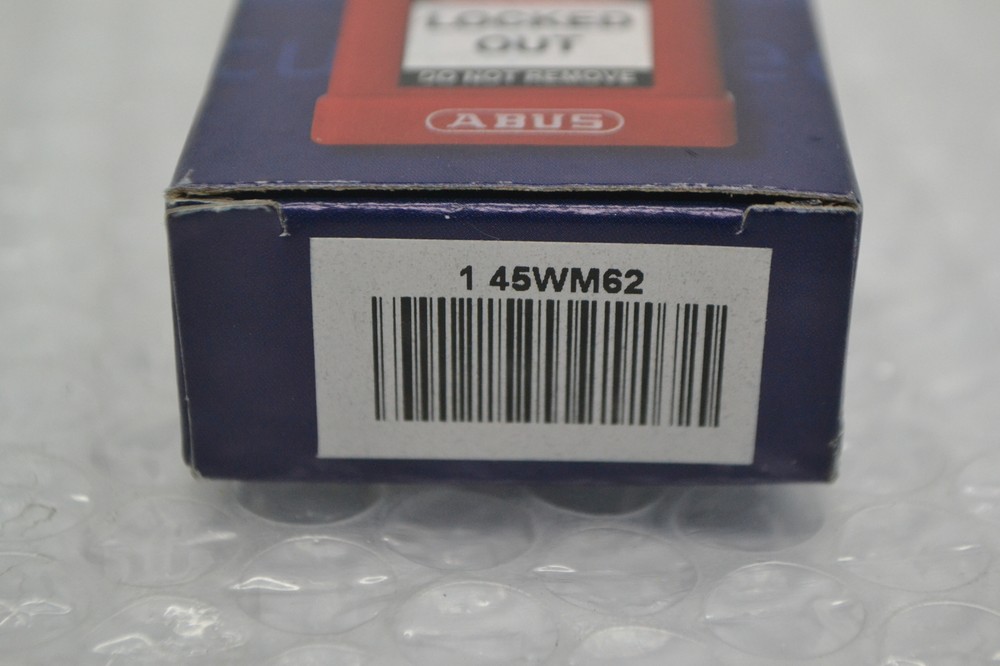 LOCKED
OUT
DO NOT REMOVE
ABUS
1 45WM62